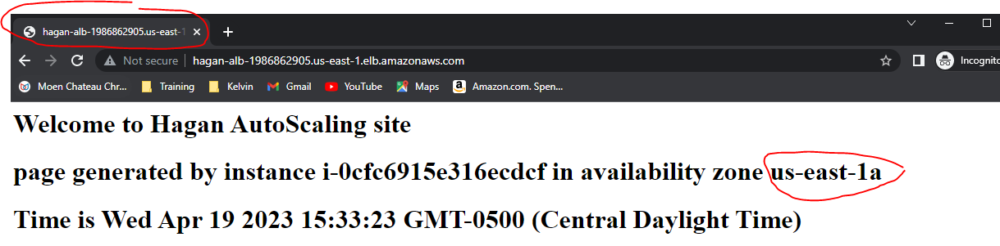 hagan-alb-1986862905.us-east-1
Not secure hagan-alb-1986862905.us-east-1.elb.amazonaws.com Incognito
Moen Chateau Chr... Training Kelvin Gmail YouTube Maps Amazon.com. Spen...
Welcome to Hagan AutoScaling site
page generated by instance i-0cfc6915e316ecdcf in availability zone us-east-1a
Time is Wed Apr 19 2023 15:33:23 GMT-0500 (Central Daylight Time)